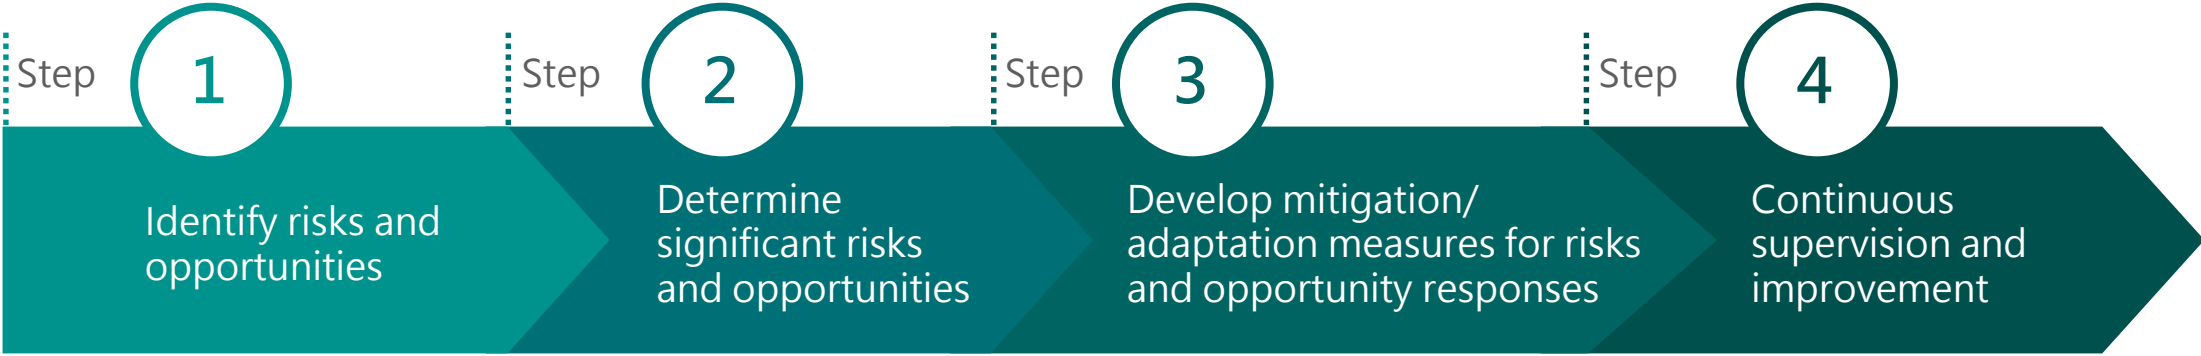 Step 1
Identify risks and
opportunities
Step 2
Determine
significant risks
and opportunities
Step 3
Develop mitigation/
adaptation measures for risks
and opportunity responses
Step 4
Continuous
supervision and
improvement